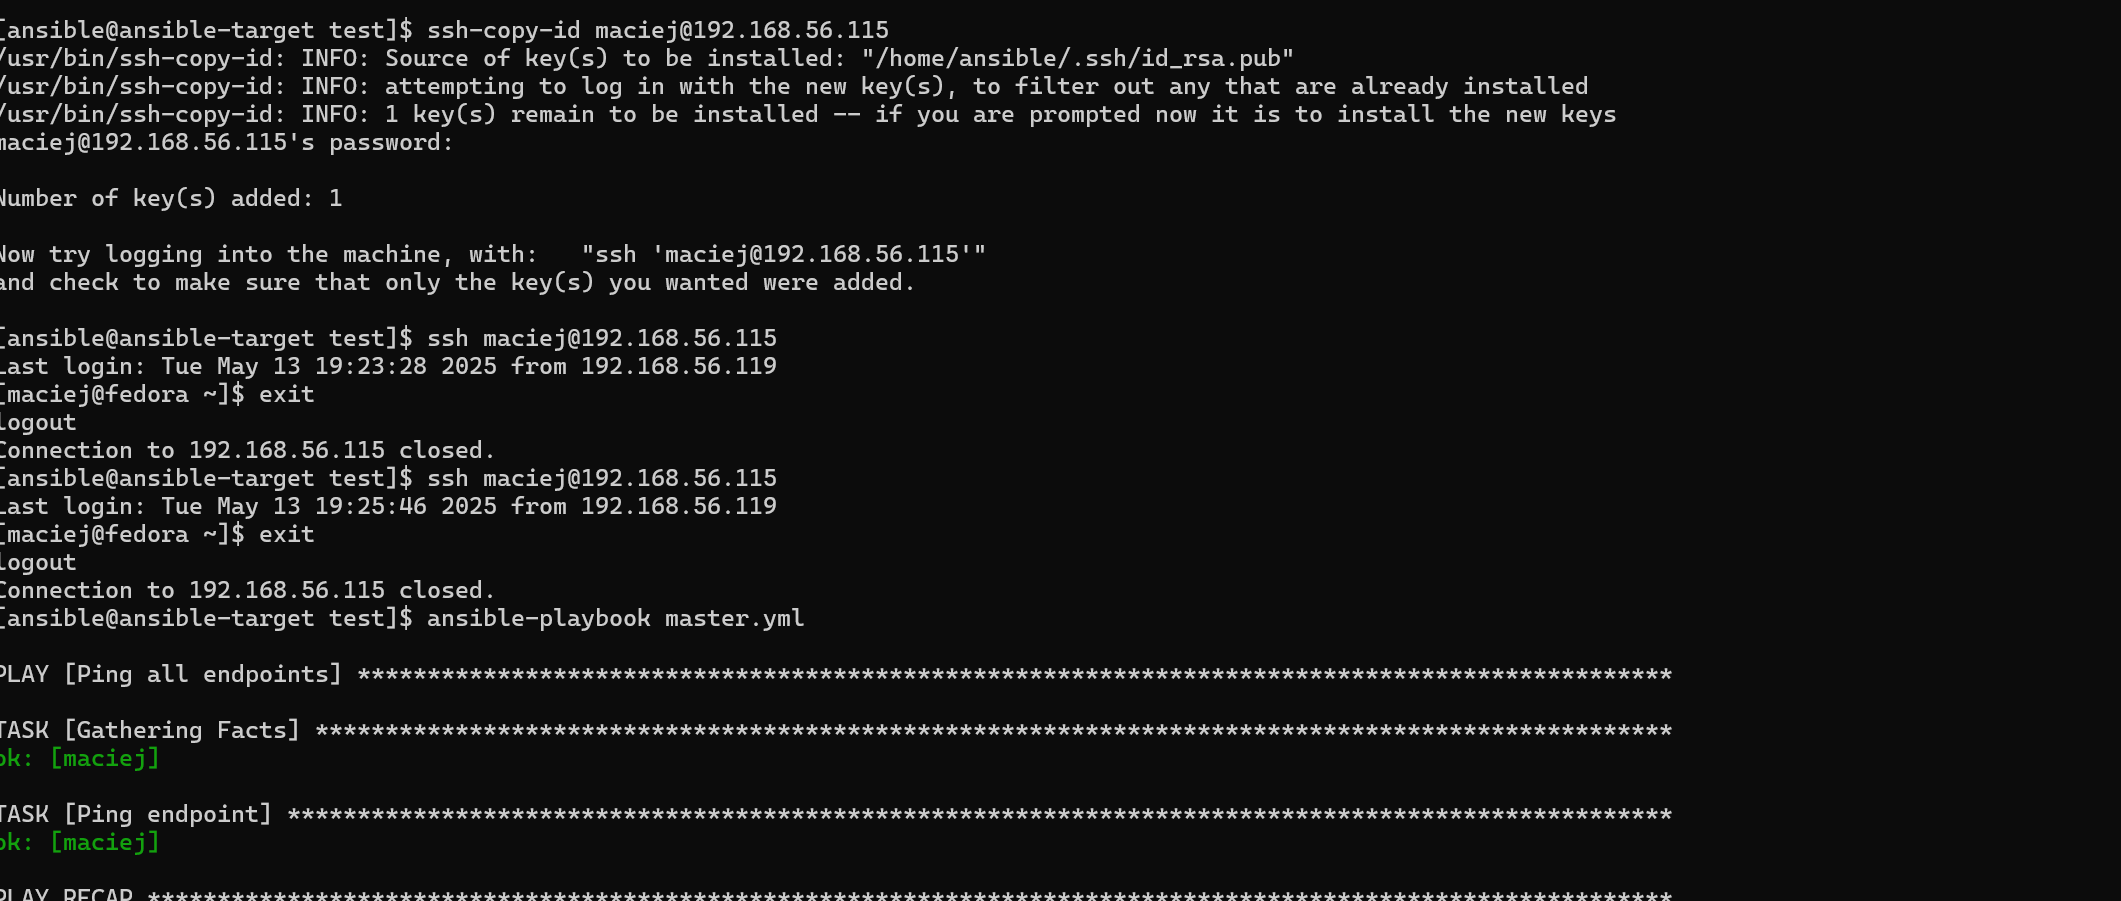 [ansible@ansible-target test]$ ssh-copy-id maciej@192.168.56.115
/usr/bin/ssh-copy-id: INFO: Source of key(s) to be installed: "/home/ansible/.ssh/id_rsa.pub"
/usr/bin/ssh-copy-id: INFO: attempting to log in with the new key(s), to filter out any that are already installed
/usr/bin/ssh-copy-id: INFO: 1 key(s) remain to be installed -- if you are prompted now it is to install the new keys
maciej@192.168.56.115's password:
Number of key(s) added: 1
Now try logging into the machine, with:   "ssh 'maciej@192.168.56.115'"
and check to make sure that only the key(s) you wanted were added.
[ansible@ansible-target test]$ ssh maciej@192.168.56.115
Last login: Tue May 13 19:23:28 2025 from 192.168.56.119
[maciej@fedora ~]$ exit
logout
Connection to 192.168.56.115 closed.
[ansible@ansible-target test]$ ssh maciej@192.168.56.115
Last login: Tue May 13 19:25:46 2025 from 192.168.56.119
[maciej@fedora ~]$ exit
logout
Connection to 192.168.56.115 closed.
[ansible@ansible-target test]$ ansible-playbook master.yml
PLAY [Ping all endpoints] **********************************************************************************************
TASK [Gathering Facts] *************************************************************************************************
ok: [maciej]
TASK [Ping endpoint] ***************************************************************************************************
ok: [maciej]
PLAY RECAP *************************************************************************************************************